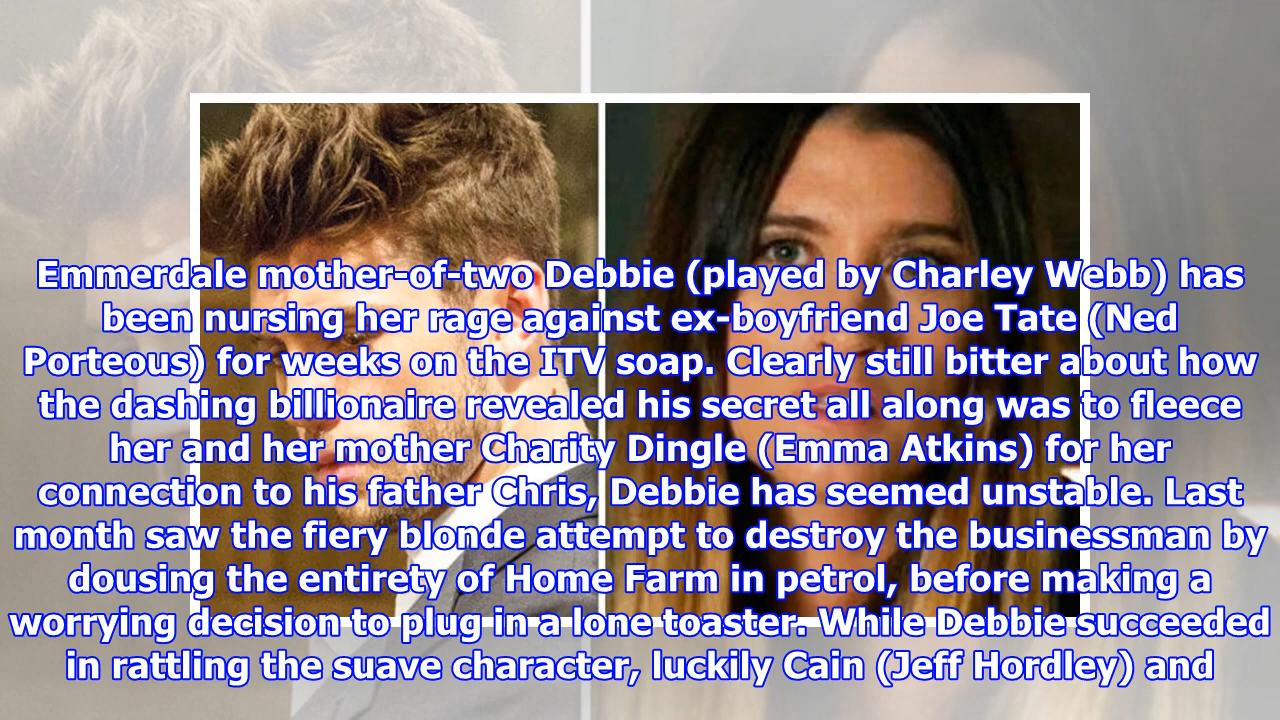 Emmerdale mother-of-two Debbie (played by Charley Webb) has
been nursing her rage against ex-boyfriend Joe Tate (Ned
Porteous) for weeks on the ITV soap. Clearly still bitter about how
the dashing billionaire revealed his secret all along was to fleece
her and her mother Charity Dingle (Emma Atkins) for her
connection to his father Chris, Debbie has seemed unstable. Last
month saw the fiery blonde attempt to destroy the businessman by
dousing the entirety of Home Farm in petrol, before making a
worrying decision to plug in a lone toaster. While Debbie succeeded
in rattling the suave character, luckily Cain (Jeff Hordley) and